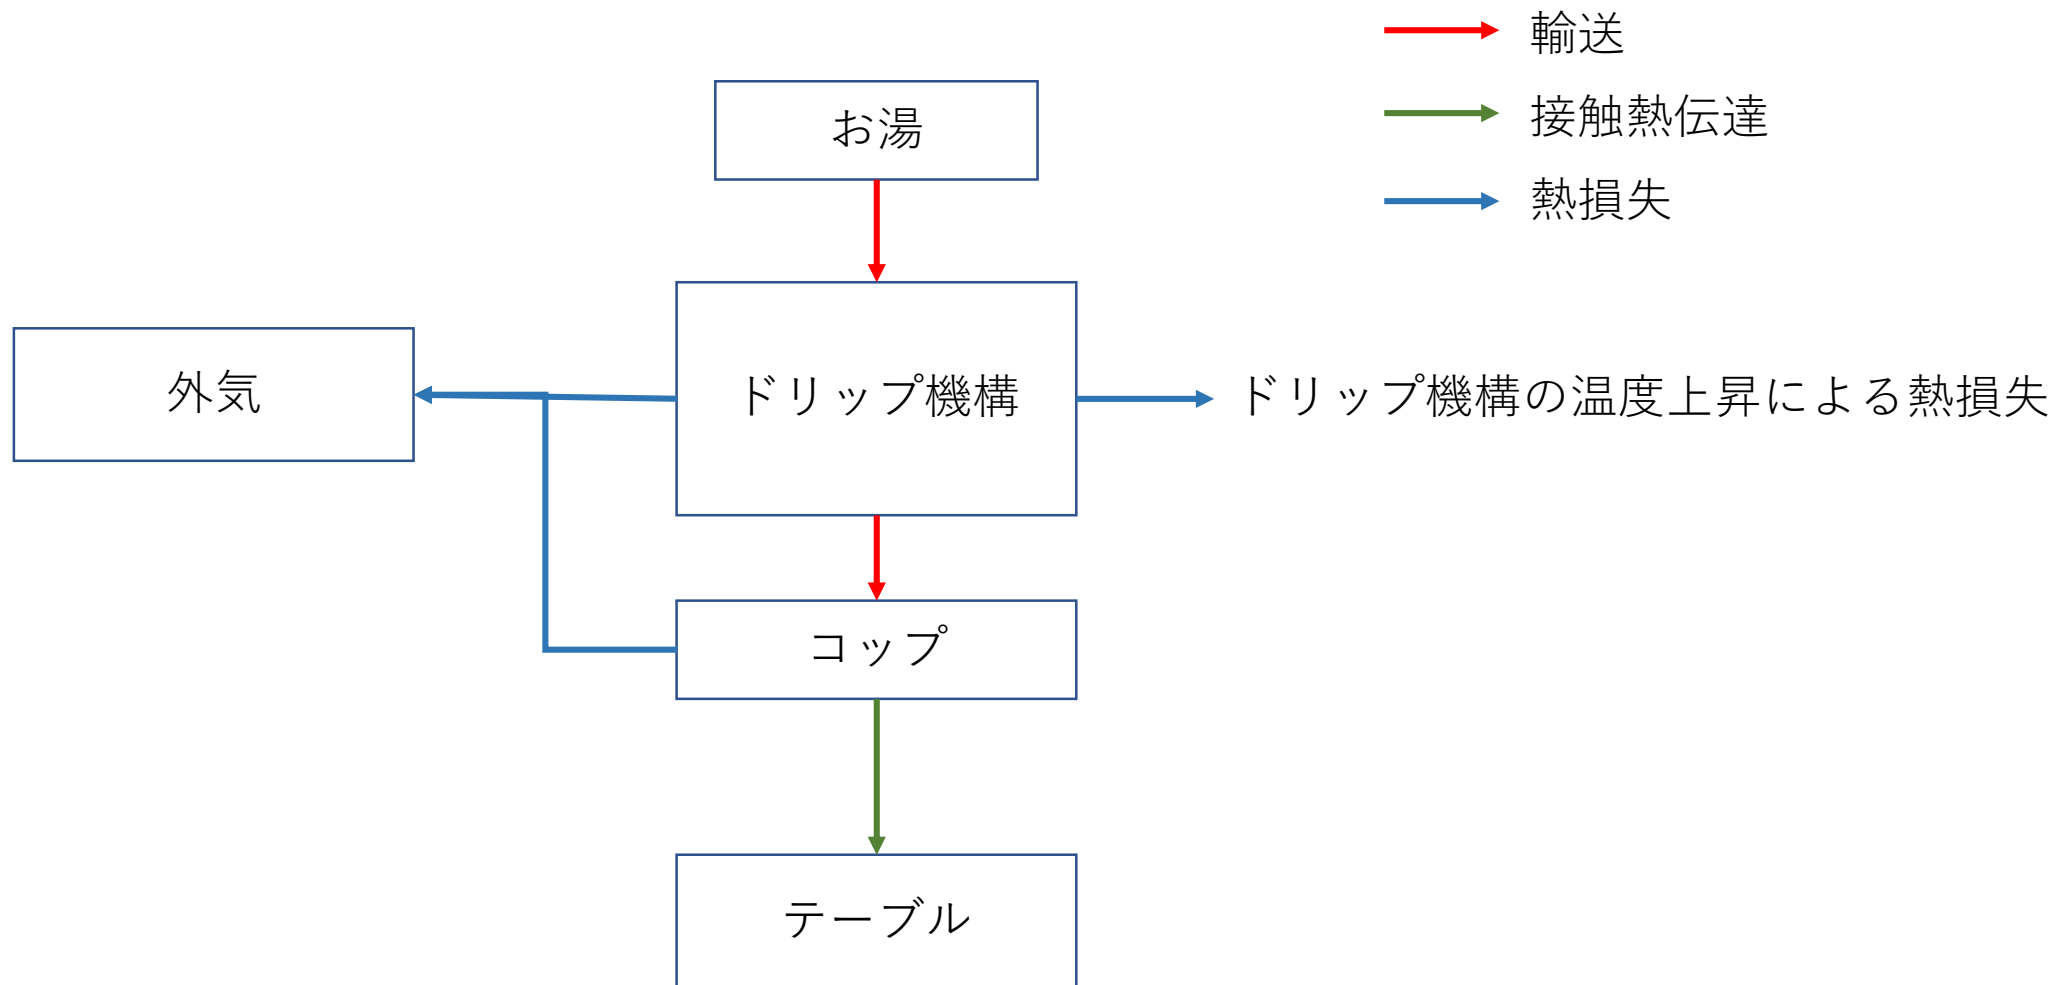 輸送
接触熱伝達
熱損失
お湯
外気
ドリップ機構
ドリップ機構の温度上昇による熱損失
コップ
テーブル